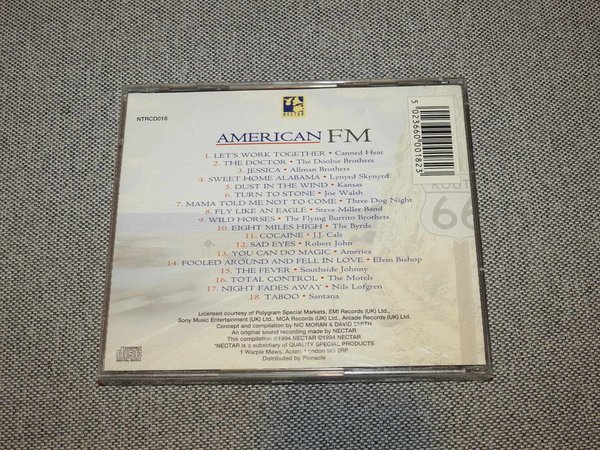 NTRCD018
NECTAR
AMERICAN FM
1. LET'S WORK TOGETHER • Canned Heat
2. THE DOCTOR • The Doobie Brothers
3. JESSICA • Allman Brothers
4. SWEET HOME ALABAMA • Lynyrd Skynyrd
5. DUST IN THE WIND • Kansas
6. TURN TO STONE • Joe Walsh
7. MAMA TOLD ME NOT TO COME • Three Dog Night
8. FLY LIKE AN EAGLE • Steve Miller Band
9. WILD HORSES • The Flying Burrito Brothers
10. EIGHT MILES HIGH • The Byrds
11. COCAINE • J.J. Cale
12. SAD EYES • Robert John
13. YOU CAN DO MAGIC • America
14. FOOLED AROUND AND FELL IN LOVE • Elvin Bishop
15. THE FEVER • Southside Johnny
16. TOTAL CONTROL • The Motels
17. NIGHT FADES AWAY • Nils Lofgren
18. TABOO • Santana
Licensed courtesy of Polygram Special Markets, EMI Records (UK) Ltd.,
Sony Music Entertainment (UK) Ltd., MCA Records (UK) Ltd., Arcade Records (UK) Ltd.
Concept and compilation by NIC MORAN & DAVID SMITH
An original sound recording made by NECTAR
This compilation ℗1994 NECTAR ©1994 NECTAR
'NECTAR is a subsidiary of QUALITY SPECIAL PRODUCTS
1 Warple Mews, Acton, London W3 0RF
Distributed by Pinnacle
5 023660 001823
ROUTE
66